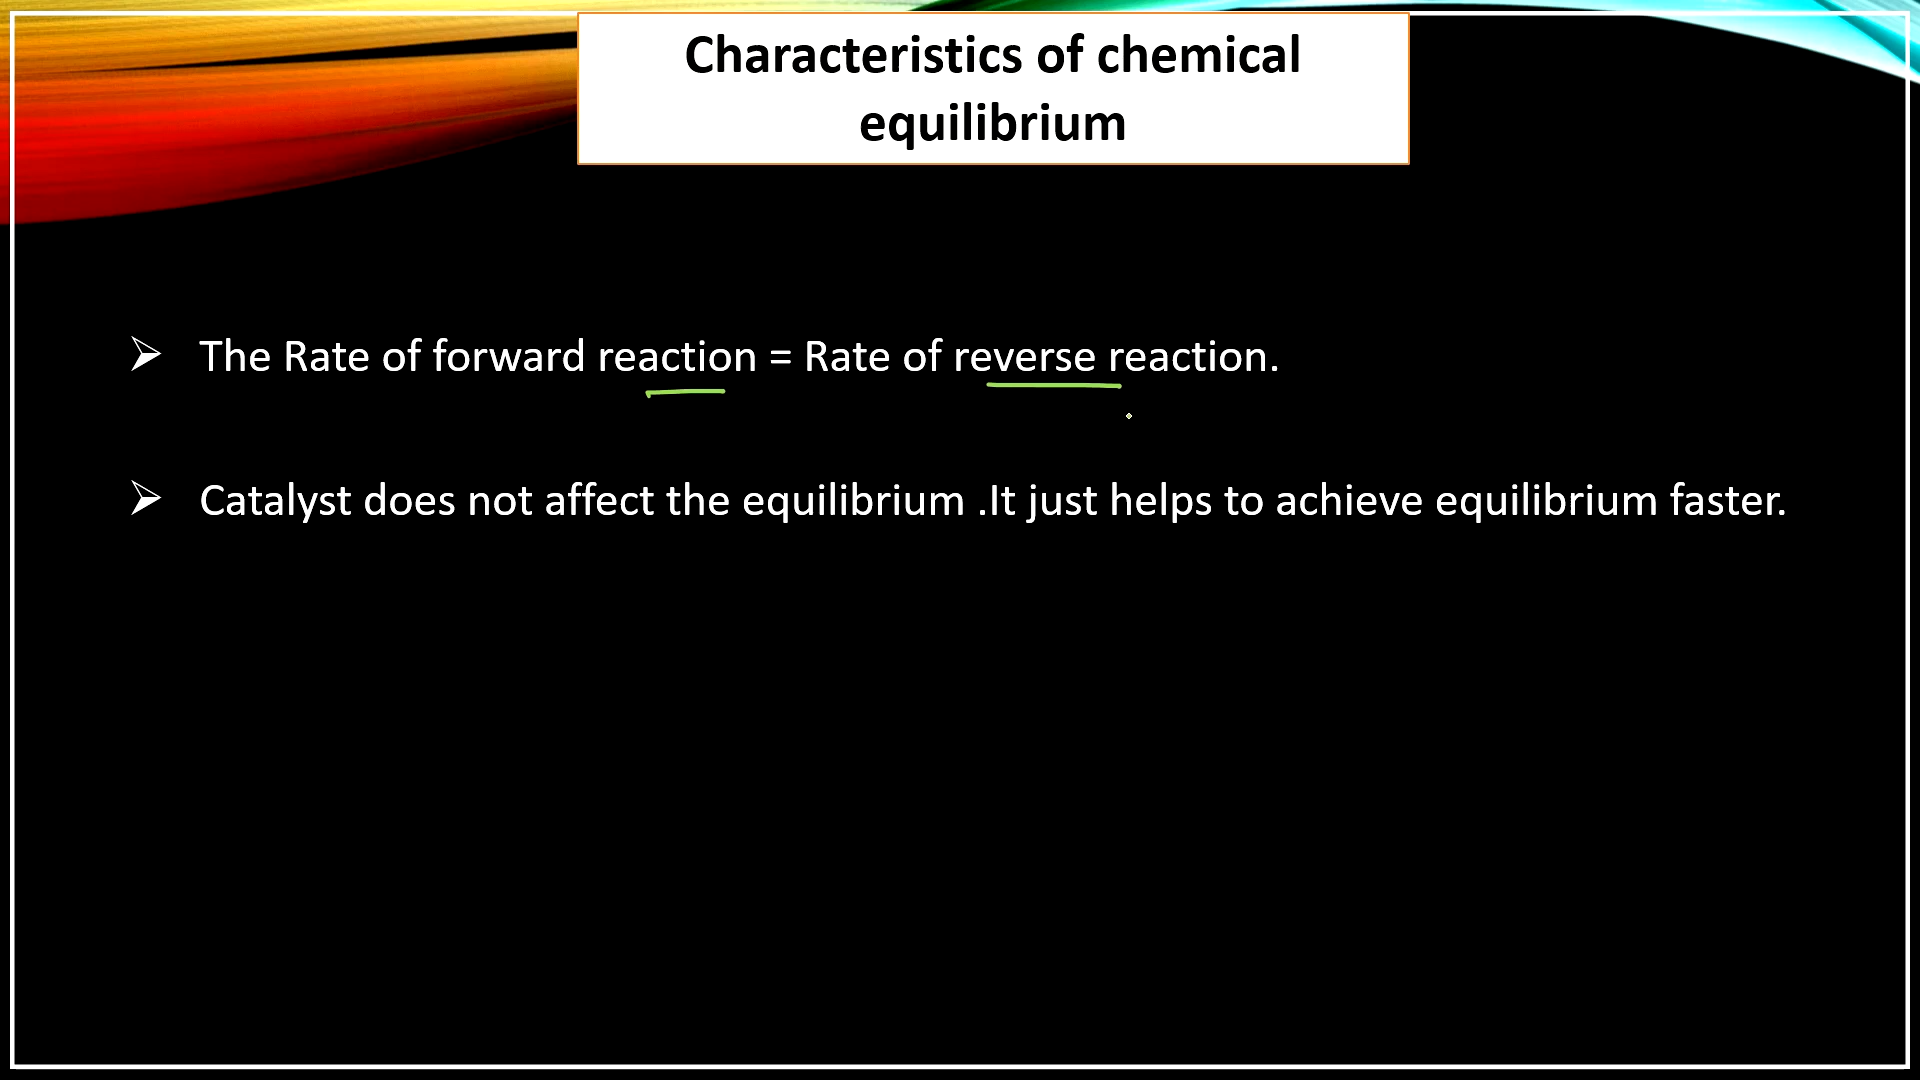 Characteristics of chemical
equilibrium
The Rate of forward reaction = Rate of reverse reaction.
Catalyst does not affect the equilibrium .It just helps to achieve equilibrium faster.